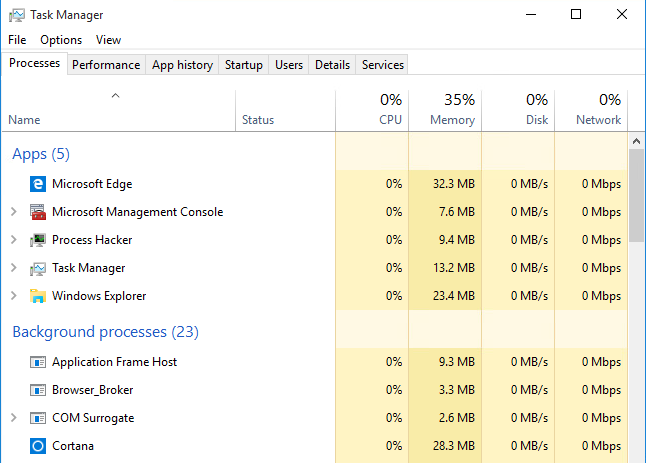 Task Manager
File Options View
Processes Performance App history Startup Users Details Services
0% 35% 0% 0%
Name Status CPU Memory Disk Network
Apps (5)
Microsoft Edge 0% 32.3 MB 0 MB/s 0 Mbps
Microsoft Management Console 0% 7.6 MB 0 MB/s 0 Mbps
Process Hacker 0% 9.4 MB 0 MB/s 0 Mbps
Task Manager 0% 13.2 MB 0 MB/s 0 Mbps
Windows Explorer 0% 23.4 MB 0 MB/s 0 Mbps
Background processes (23)
Application Frame Host 0% 9.3 MB 0 MB/s 0 Mbps
Browser_Broker 0% 3.3 MB 0 MB/s 0 Mbps
COM Surrogate 0% 2.6 MB 0 MB/s 0 Mbps
Cortana 0% 28.3 MB 0 MB/s 0 Mbps